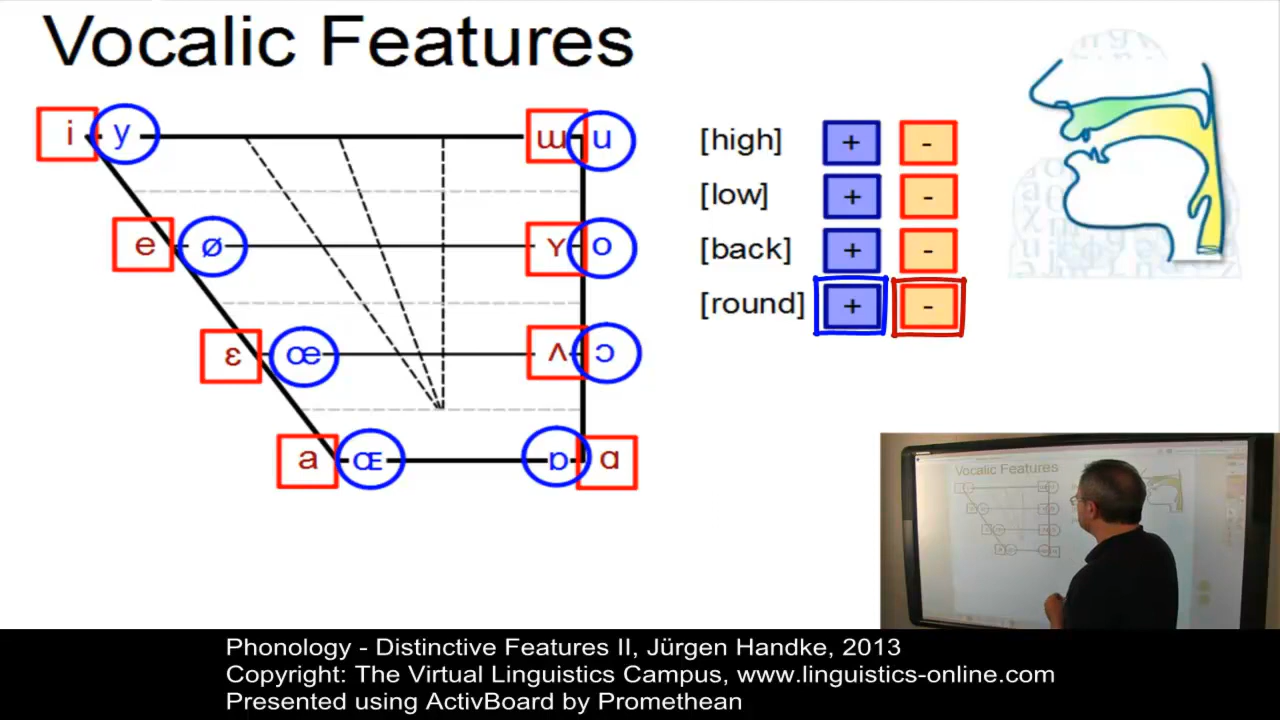 Vocalic Features
i y ɯ u
e ø ʏ o
ɛ œ ʌ ɔ
a ɶ ɒ ɑ
[high] + -
[low] + -
[back] + -
[round] + -
Vocalic Features
Phonology - Distinctive Features II, Jürgen Handke, 2013
Copyright: The Virtual Linguistics Campus, www.linguistics-online.com
Presented using ActivBoard by Promethean